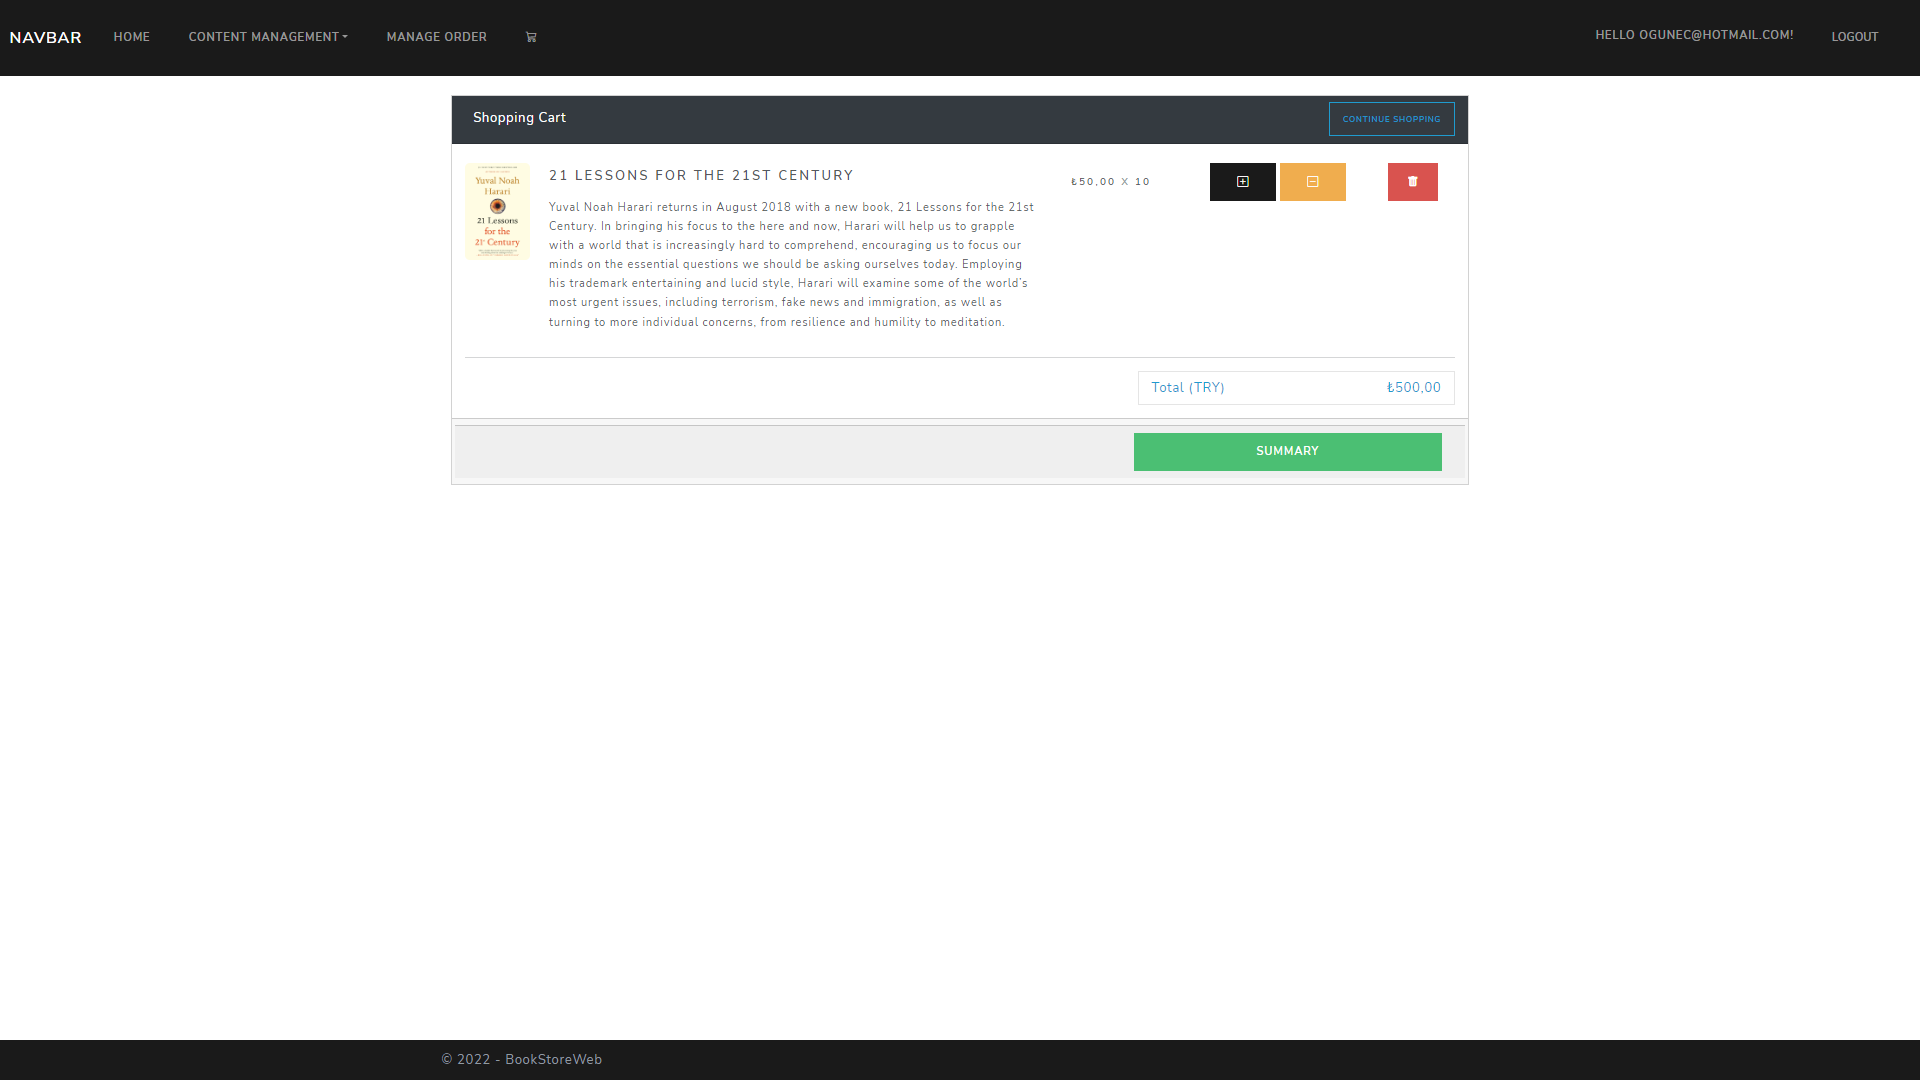 NAVBAR HOME CONTENT MANAGEMENT MANAGE ORDER HELLO OGUNEC@HOTMAIL.COM! LOGOUT
Shopping Cart CONTINUE SHOPPING
Yuval Noah
Harari
21 Lessons
for the
21st Century
21 LESSONS FOR THE 21ST CENTURY
Yuval Noah Harari returns in August 2018 with a new book, 21 Lessons for the 21st
Century. In bringing his focus to the here and now, Harari will help us to grapple
with a world that is increasingly hard to comprehend, encouraging us to focus our
minds on the essential questions we should be asking ourselves today. Employing
his trademark entertaining and lucid style, Harari will examine some of the world's
most urgent issues, including terrorism, fake news and immigration, as well as
turning to more individual concerns, from resilience and humility to meditation.
₺50,00 X 10
Total (TRY) ₺500,00
SUMMARY
© 2022 - BookStoreWeb